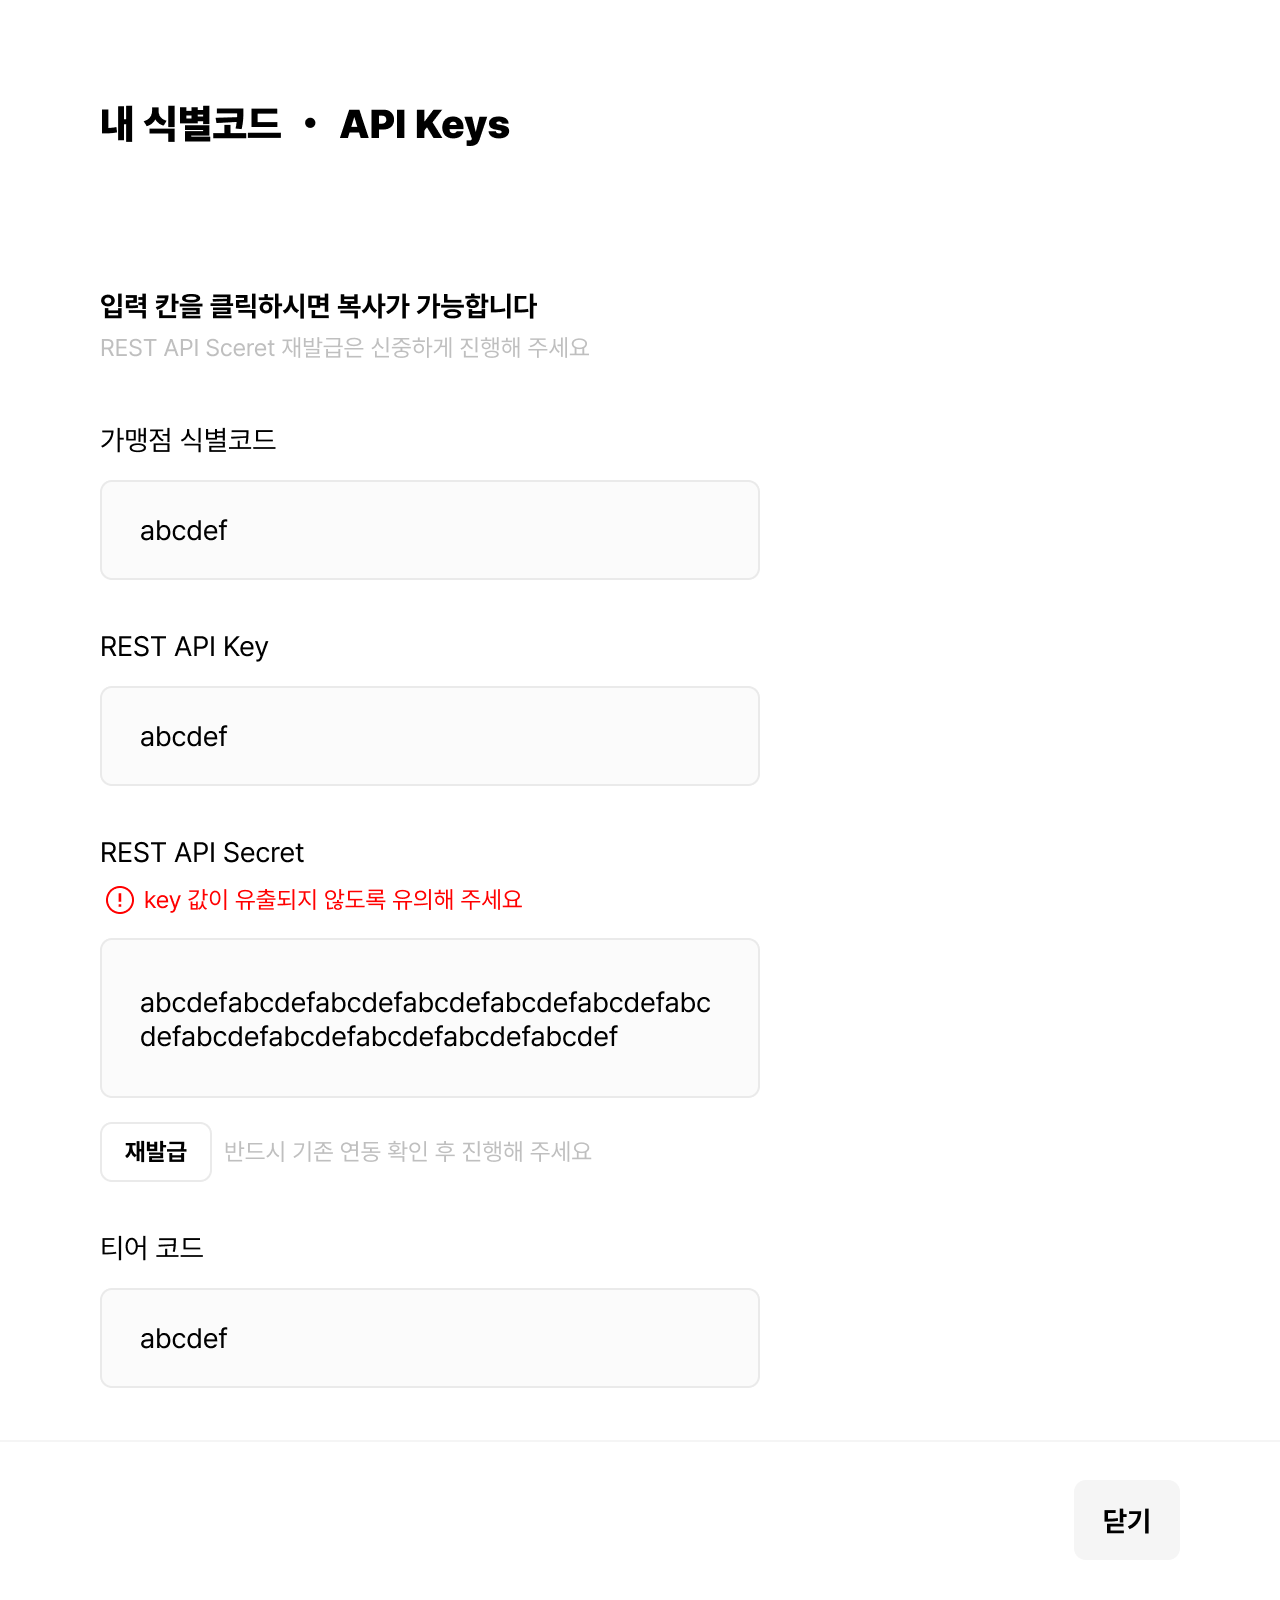 내 식별코드 • API Keys
입력 칸을 클릭하시면 복사가 가능합니다
REST API Sceret 재발급은 신중하게 진행해 주세요
가맹점 식별코드
abcdef
REST API Key
abcdef
REST API Secret
key 값이 유출되지 않도록 유의해 주세요
abcdefabcdefabcdefabcdefabcdefabcdefabc
defabcdefabcdefabcdefabcdefabcdef
재발급 반드시 기존 연동 확인 후 진행해 주세요
티어 코드
abcdef
닫기